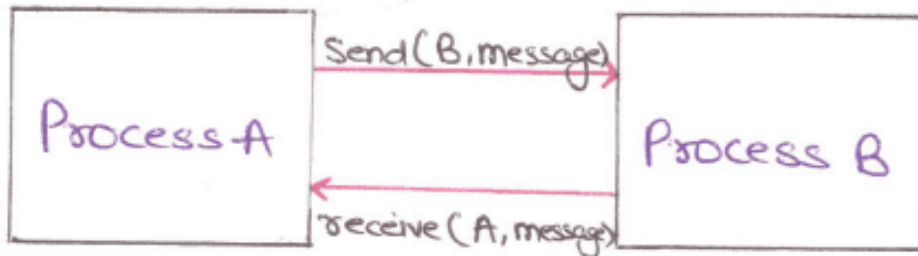 Send(B,message)
Process A
Process B
receive(A,message)